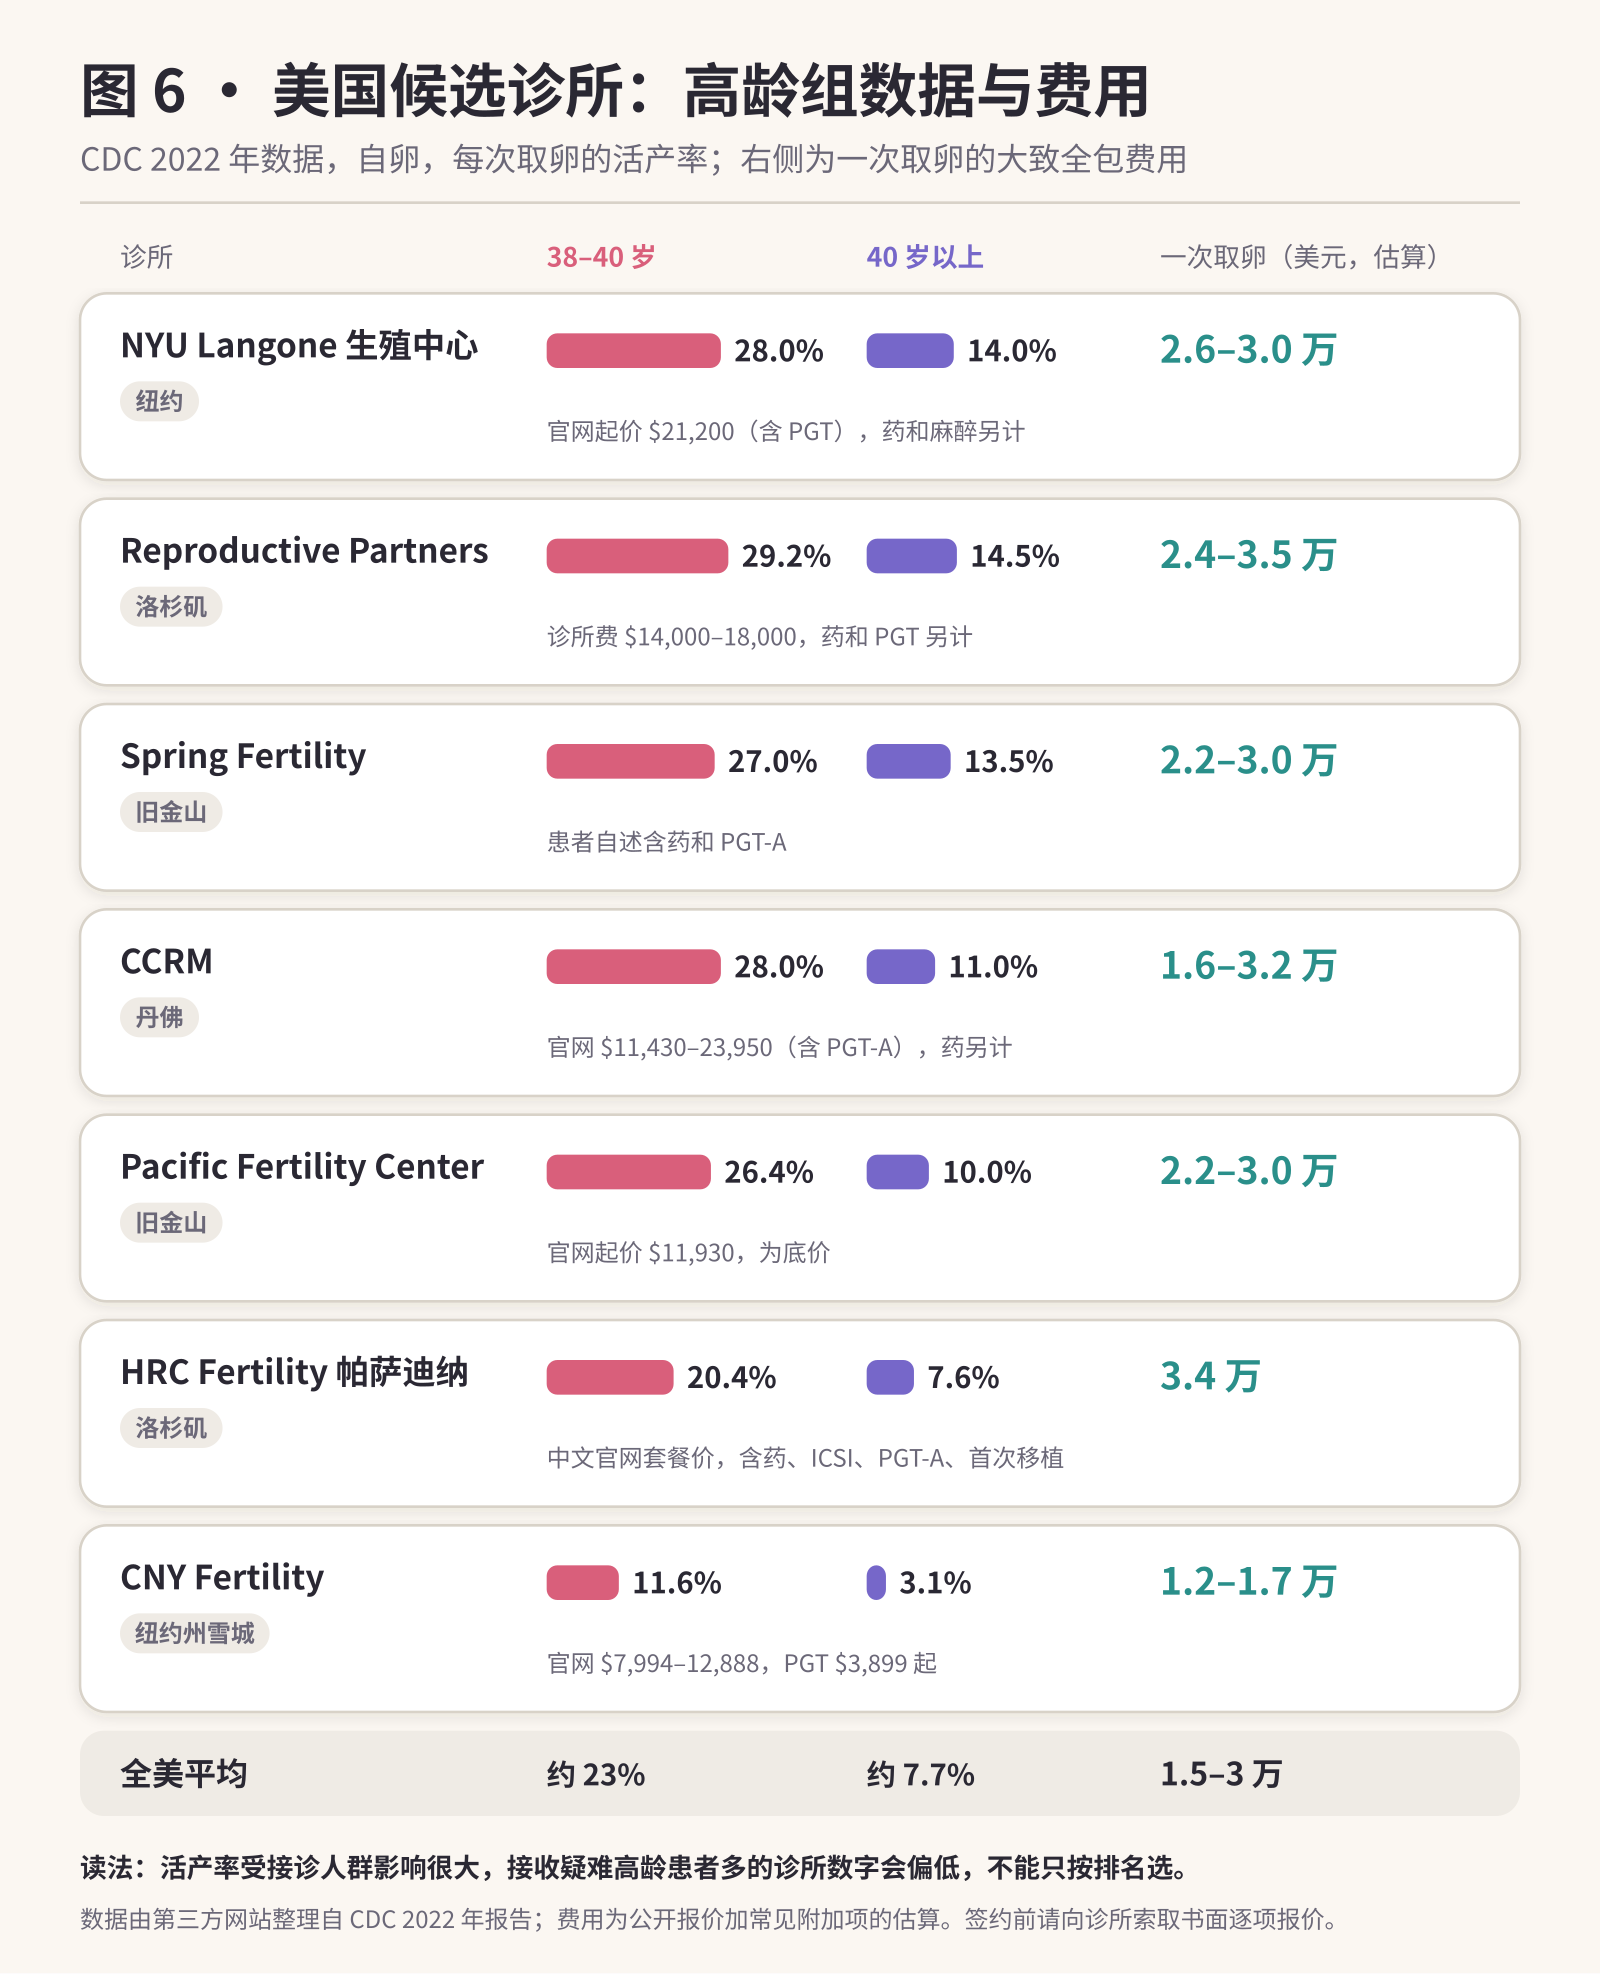 图 6 · 美国候选诊所：高龄组数据与费用
CDC 2022 年数据，自卵，每次取卵的活产率；右侧为一次取卵的大致全包费用
诊所 38–40 岁 40 岁以上 一次取卵（美元，估算）
NYU Langone 生殖中心 28.0% 14.0% 2.6–3.0 万
纽约
官网起价 $21,200（含 PGT），药和麻醉另计
Reproductive Partners 29.2% 14.5% 2.4–3.5 万
洛杉矶
诊所费 $14,000–18,000，药和 PGT 另计
Spring Fertility 27.0% 13.5% 2.2–3.0 万
旧金山
患者自述含药和 PGT-A
CCRM 28.0% 11.0% 1.6–3.2 万
丹佛
官网 $11,430–23,950（含 PGT-A），药另计
Pacific Fertility Center 26.4% 10.0% 2.2–3.0 万
旧金山
官网起价 $11,930，为底价
HRC Fertility 帕萨迪纳 20.4% 7.6% 3.4 万
洛杉矶
中文官网套餐价，含药、ICSI、PGT-A、首次移植
CNY Fertility 11.6% 3.1% 1.2–1.7 万
纽约州雪城
官网 $7,994–12,888，PGT $3,899 起
全美平均 约 23% 约 7.7% 1.5–3 万
读法：活产率受接诊人群影响很大，接收疑难高龄患者多的诊所数字会偏低，不能只按排名选。
数据由第三方网站整理自 CDC 2022 年报告；费用为公开报价加常见附加项的估算。签约前请向诊所索取书面逐项报价。